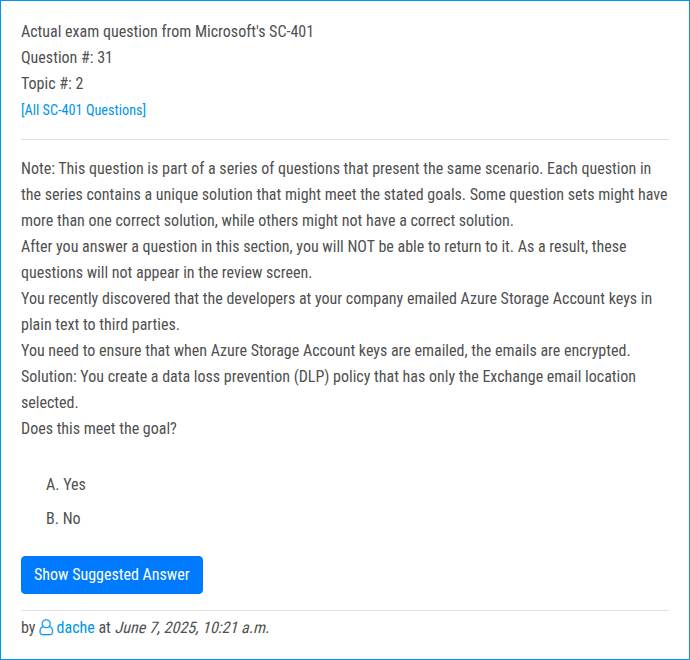 Actual exam question from Microsoft's SC-401
Question #: 31
Topic #: 2
[All SC-401 Questions]
Note: This question is part of a series of questions that present the same scenario. Each question in
the series contains a unique solution that might meet the stated goals. Some question sets might have
more than one correct solution, while others might not have a correct solution.
After you answer a question in this section, you will NOT be able to return to it. As a result, these
questions will not appear in the review screen.
You recently discovered that the developers at your company emailed Azure Storage Account keys in
plain text to third parties.
You need to ensure that when Azure Storage Account keys are emailed, the emails are encrypted.
Solution: You create a data loss prevention (DLP) policy that has only the Exchange email location
selected.
Does this meet the goal?
A. Yes
B. No
Show Suggested Answer
by dache at June 7, 2025, 10:21 a.m.